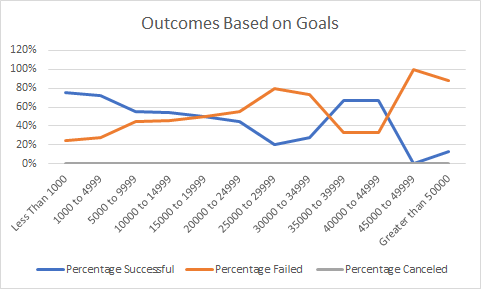 Outcomes Based on Goals
120%
100%
80%
60%
40%
20%
0%
Less Than 1000
1000 to 4999
5000 to 9999
10000 to 14999
15000 to 19999
20000 to 24999
25000 to 29999
30000 to 34999
35000 to 39999
40000 to 44999
45000 to 49999
Greater than 50000
Percentage Successful
Percentage Failed
Percentage Canceled